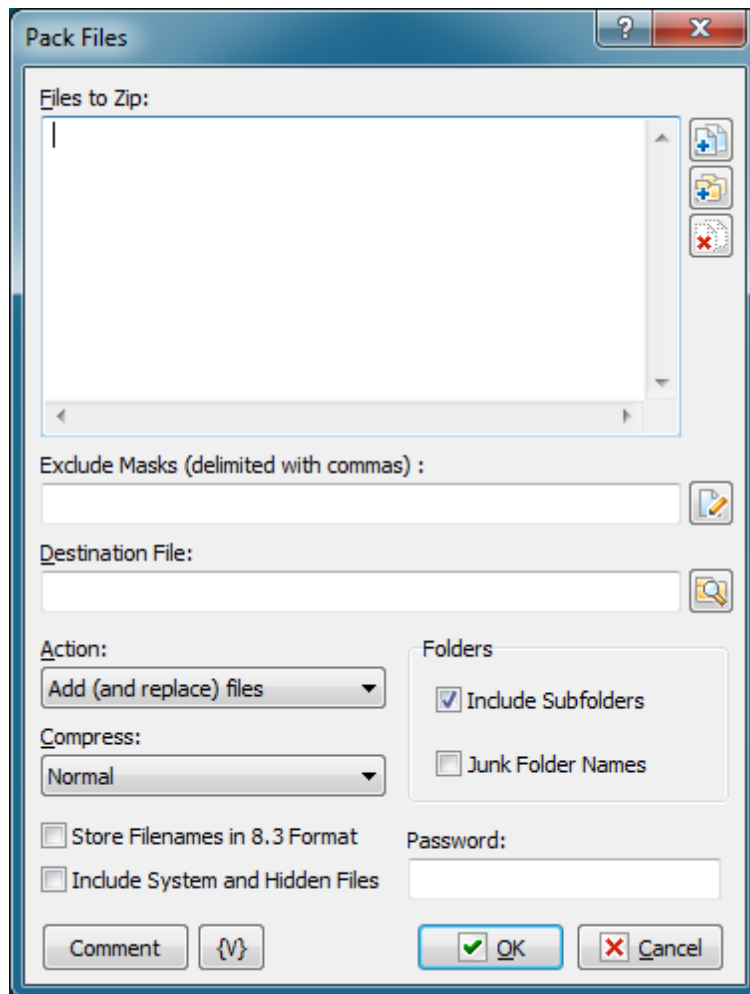 Pack Files
Files to Zip:
Exclude Masks (delimited with commas) :
Destination File:
Action:
Folders
Add (and replace) files
Include Subfolders
Compress:
Normal
Junk Folder Names
Store Filenames in 8.3 Format
Password:
Include System and Hidden Files
Comment {V} OK Cancel